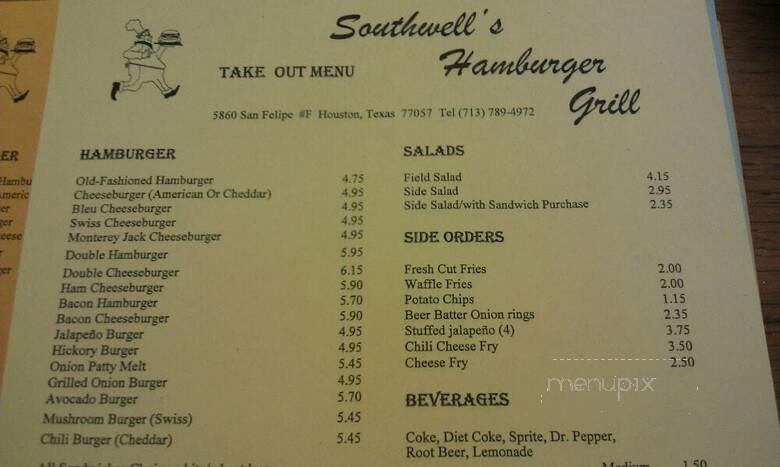 Southwell's
Hamburger
Grill
TAKE OUT MENU
5860 San Felipe #F Houston, Texas 77057 Tel (713) 789-4972
HAMBURGER
Old-Fashioned Hamburger 4.75
Cheeseburger (American Or Cheddar) 4.95
Bleu Cheeseburger 4.95
Swiss Cheeseburger 4.95
Monterey Jack Cheeseburger 4.95
Double Hamburger 5.95
Double Cheeseburger 6.15
Ham Cheeseburger 5.90
Bacon Hamburger 5.70
Bacon Cheeseburger 5.90
Jalapeño Burger 4.95
Hickory Burger 4.95
Onion Patty Melt 5.45
Grilled Onion Burger 4.95
Avocado Burger 5.70
Mushroom Burger (Swiss) 5.45
Chili Burger (Cheddar) 5.45
SALADS
Field Salad 4.15
Side Salad 2.95
Side Salad/with Sandwich Purchase 2.35
SIDE ORDERS
Fresh Cut Fries 2.00
Waffle Fries 2.00
Potato Chips 1.15
Beer Batter Onion rings 2.35
Stuffed jalapeño (4) 3.75
Chili Cheese Fry 3.50
Cheese Fry 2.50
menupix
BEVERAGES
Coke, Diet Coke, Sprite, Dr. Pepper,
Root Beer, Lemonade
Medium 1.50